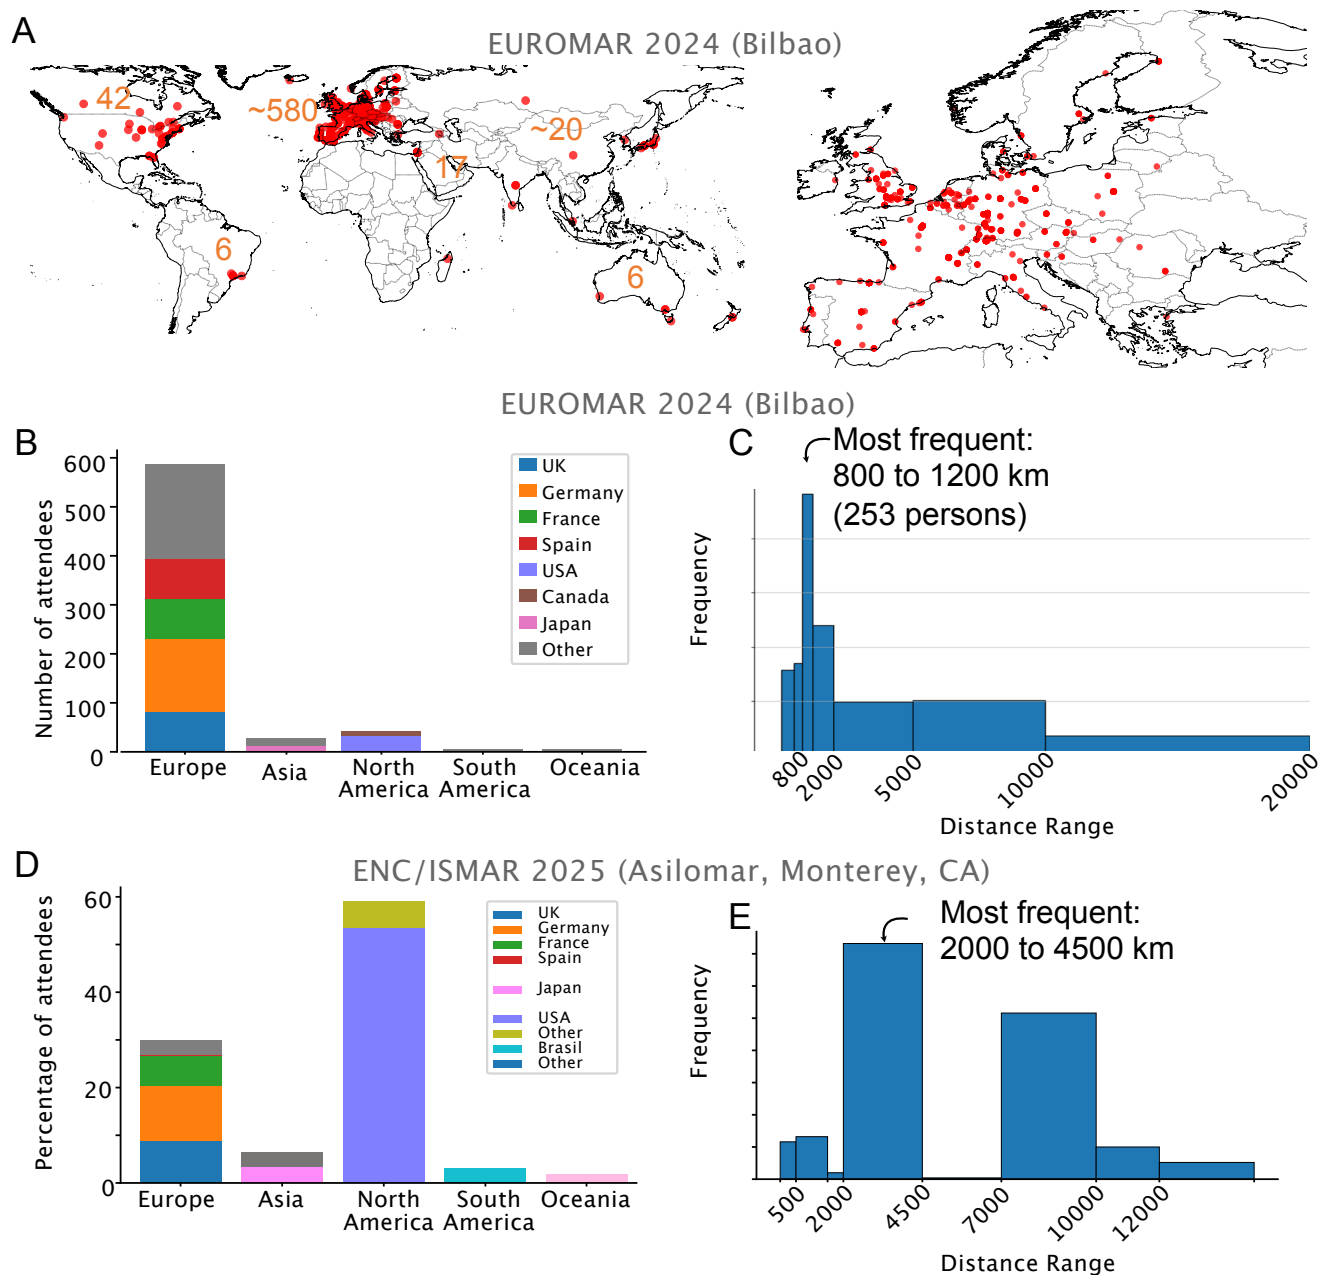 A
EUROMAR 2024 (Bilbao)
42
~580
~20
17
6
6
EUROMAR 2024 (Bilbao)
B
Number of attendees
600
500
400
300
200
100
0
Europe
Asia
North
America
South
America
Oceania
UK
Germany
France
Spain
USA
Canada
Japan
Other
C
Most frequent:
800 to 1200 km
(253 persons)
Frequency
800
2000
5000
10000
20000
Distance Range
D
ENC/ISMAR 2025 (Asilomar, Monterey, CA)
Percentage of attendees
60
40
20
0
Europe
Asia
North
America
South
America
Oceania
UK
Germany
France
Spain
Japan
USA
Other
Brasil
Other
E
Most frequent:
2000 to 4500 km
Frequency
500
2000
4500
7000
10000
12000
Distance Range